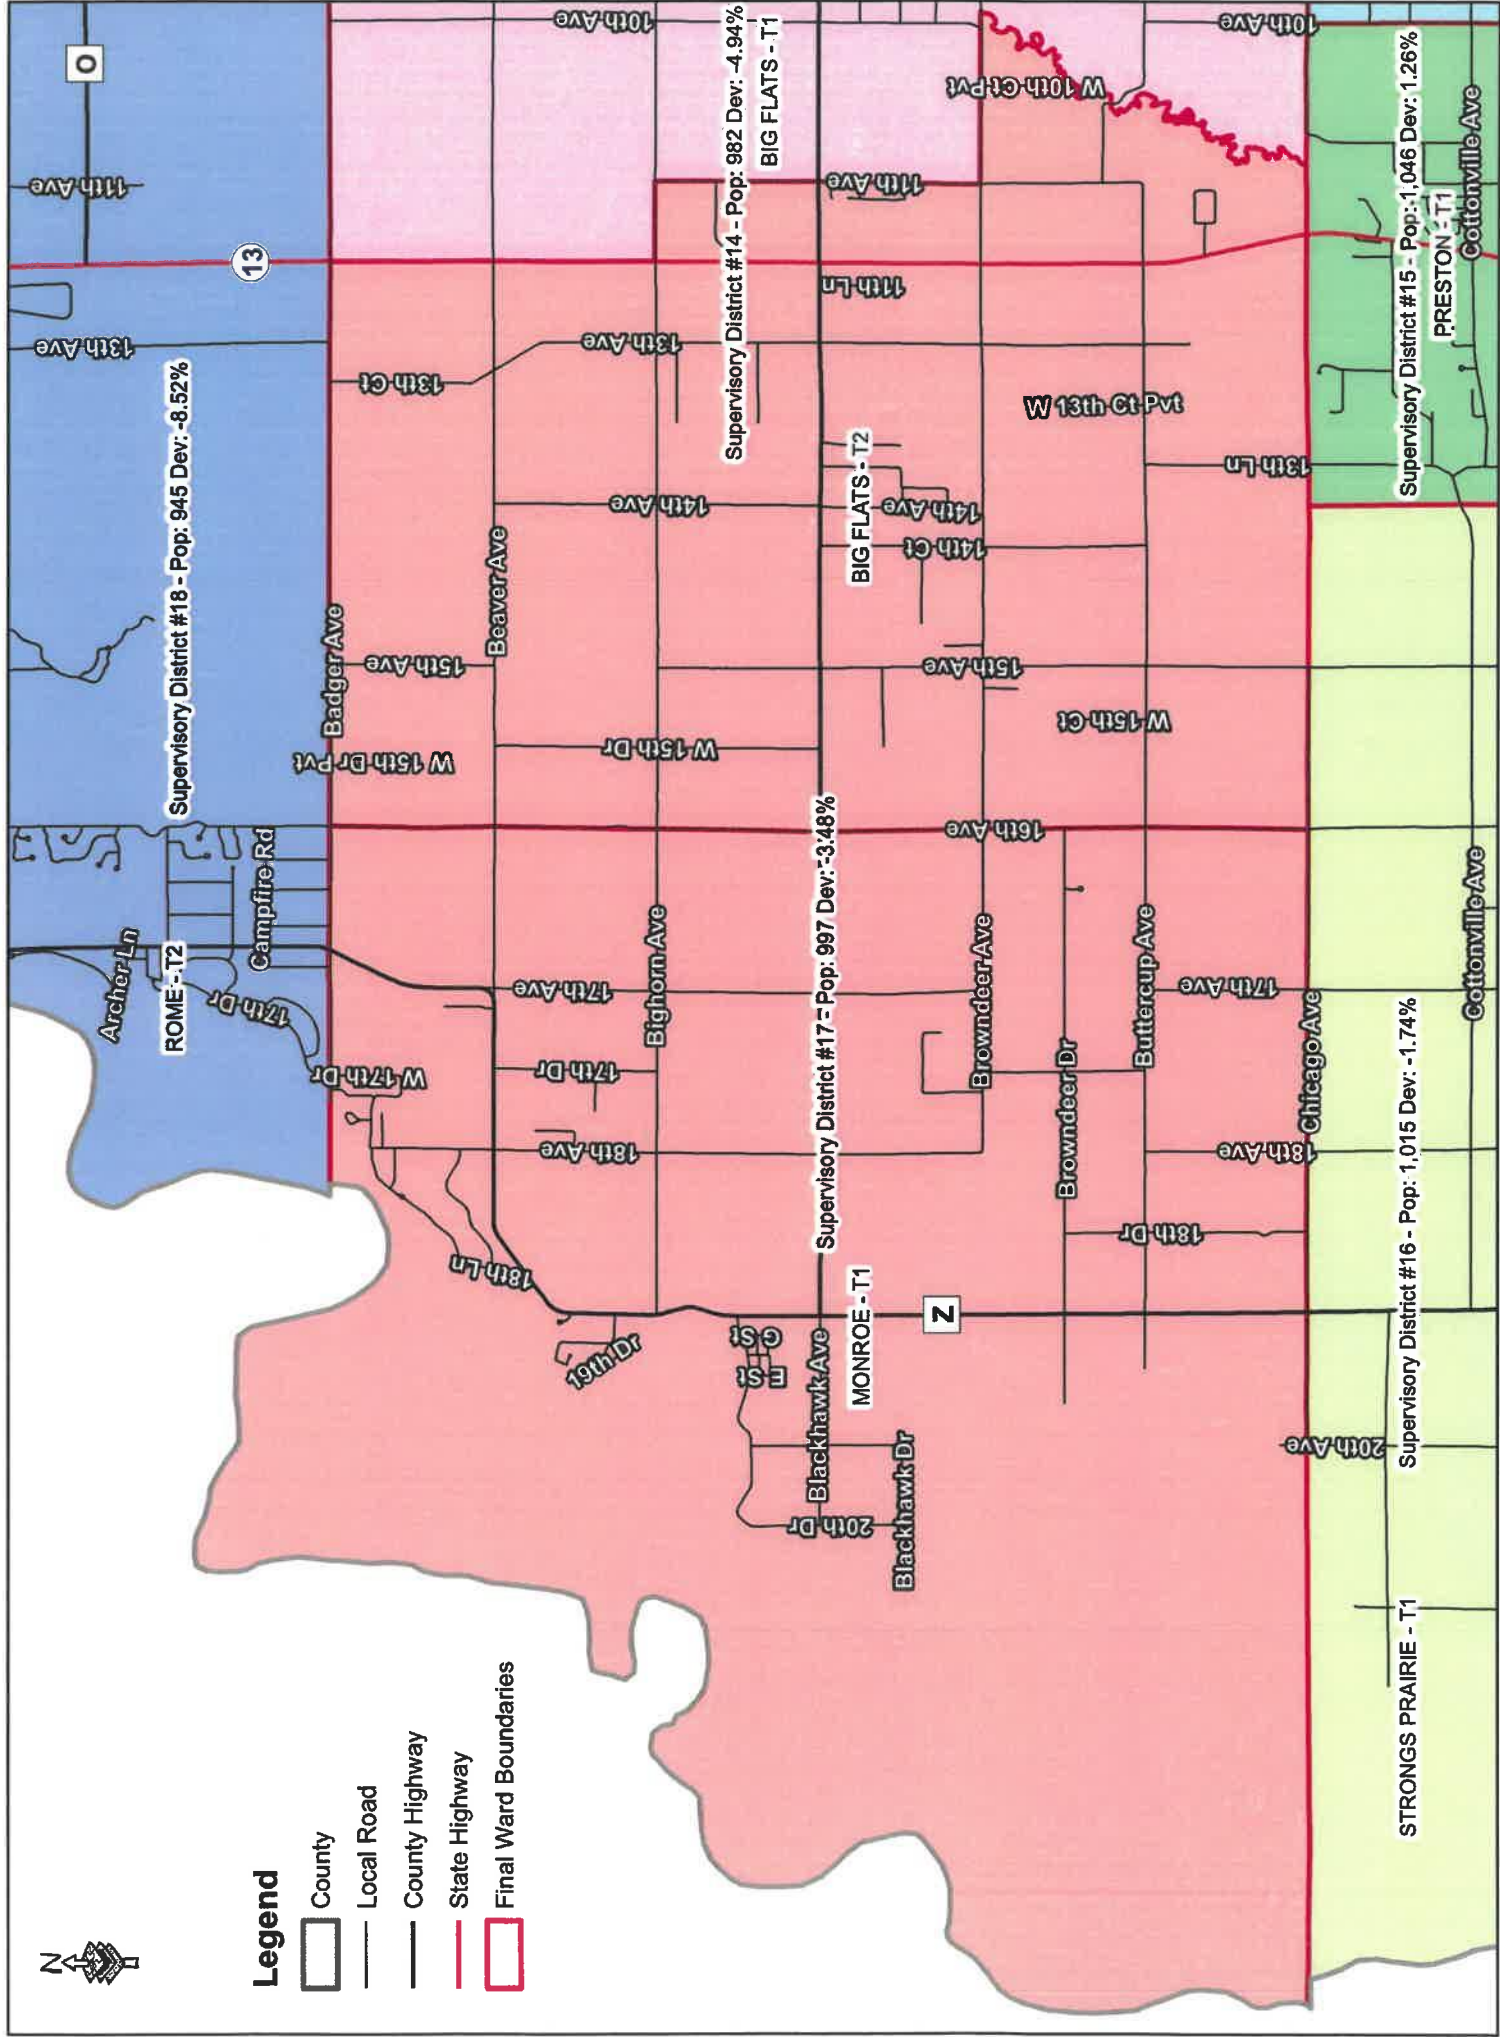 N
Legend
County
Local Road
County Highway
State Highway
Final Ward Boundaries
O
11th Ave
13
13th Ave
Supervisory District #18 - Pop: 945 Dev: -8.52%
Campfire Rd
Archer Ln
ROME - T2
17th Dr
W 17th Dr
Badger Ave
W 15th Dr Pvt
15th Ave
13th Ct
Beaver Ave
10th Ave
Supervisory District #14 - Pop: 982 Dev: -4.94%
BIG FLATS - T1
13th Ave
14th Ave
W 15th Dr
17th Ave
17th Dr
18th Ave
18th Ln
19th Dr
Bighorn Ave
G St
E St
11th Ave
11th Ln
BIG FLATS - T2
14th Ave
14th Ct
15th Ave
16th Ave
Supervisory District #17 - Pop: 997 Dev: -3.48%
MONROE - T1
Blackhawk Ave
20th Dr
Blackhawk Dr
Z
W 10th Ct Pvt
W 13th Ct Pvt
W 15th Ct
Browndeer Ave
Browndeer Dr
Buttercup Ave
10th Ave
13th Ln
17th Ave
18th Ave
18th Dr
Chicago Ave
20th Ave
Supervisory District #15 - Pop: 1,046 Dev: 1.26%
PRESTON - T1
Cottonville Ave
Supervisory District #16 - Pop: 1,015 Dev: -1.74%
STRONGS PRAIRIE - T1
Cottonville Ave